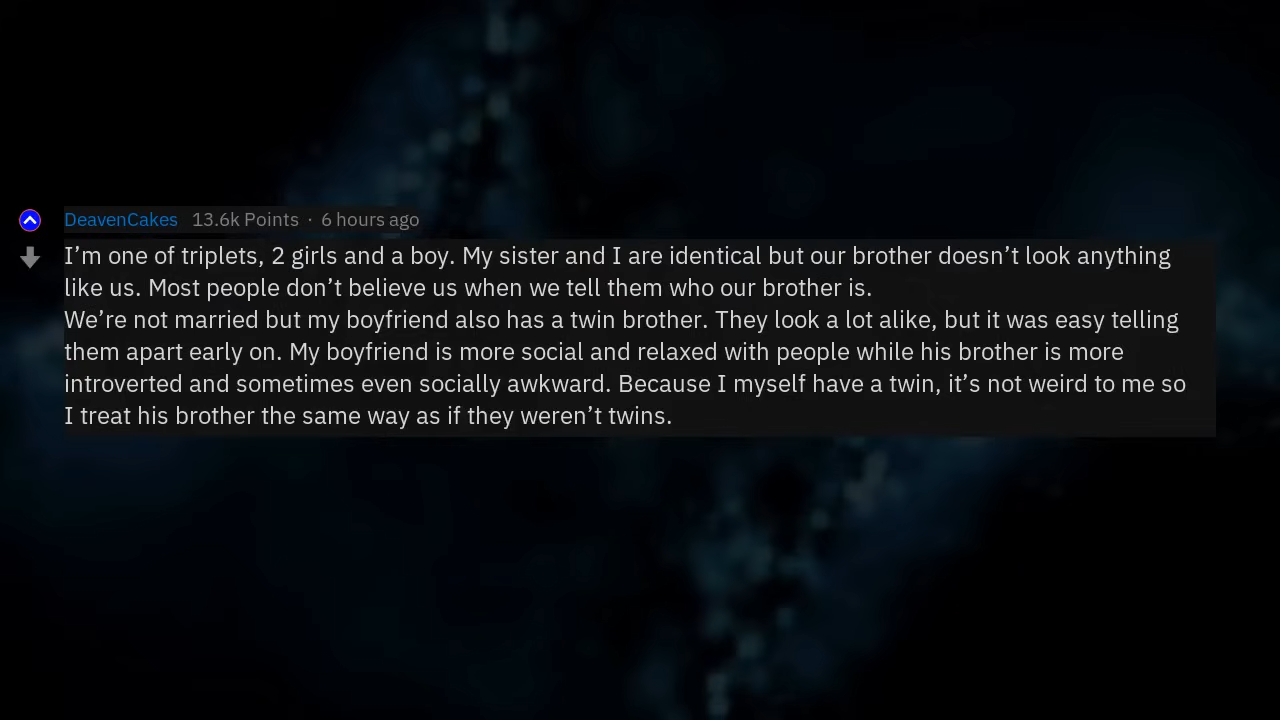 DeavenCakes 13.6k Points · 6 hours ago
I’m one of triplets, 2 girls and a boy. My sister and I are identical but our brother doesn’t look anything
like us. Most people don’t believe us when we tell them who our brother is.
We’re not married but my boyfriend also has a twin brother. They look a lot alike, but it was easy telling
them apart early on. My boyfriend is more social and relaxed with people while his brother is more
introverted and sometimes even socially awkward. Because I myself have a twin, it’s not weird to me so
I treat his brother the same way as if they weren’t twins.